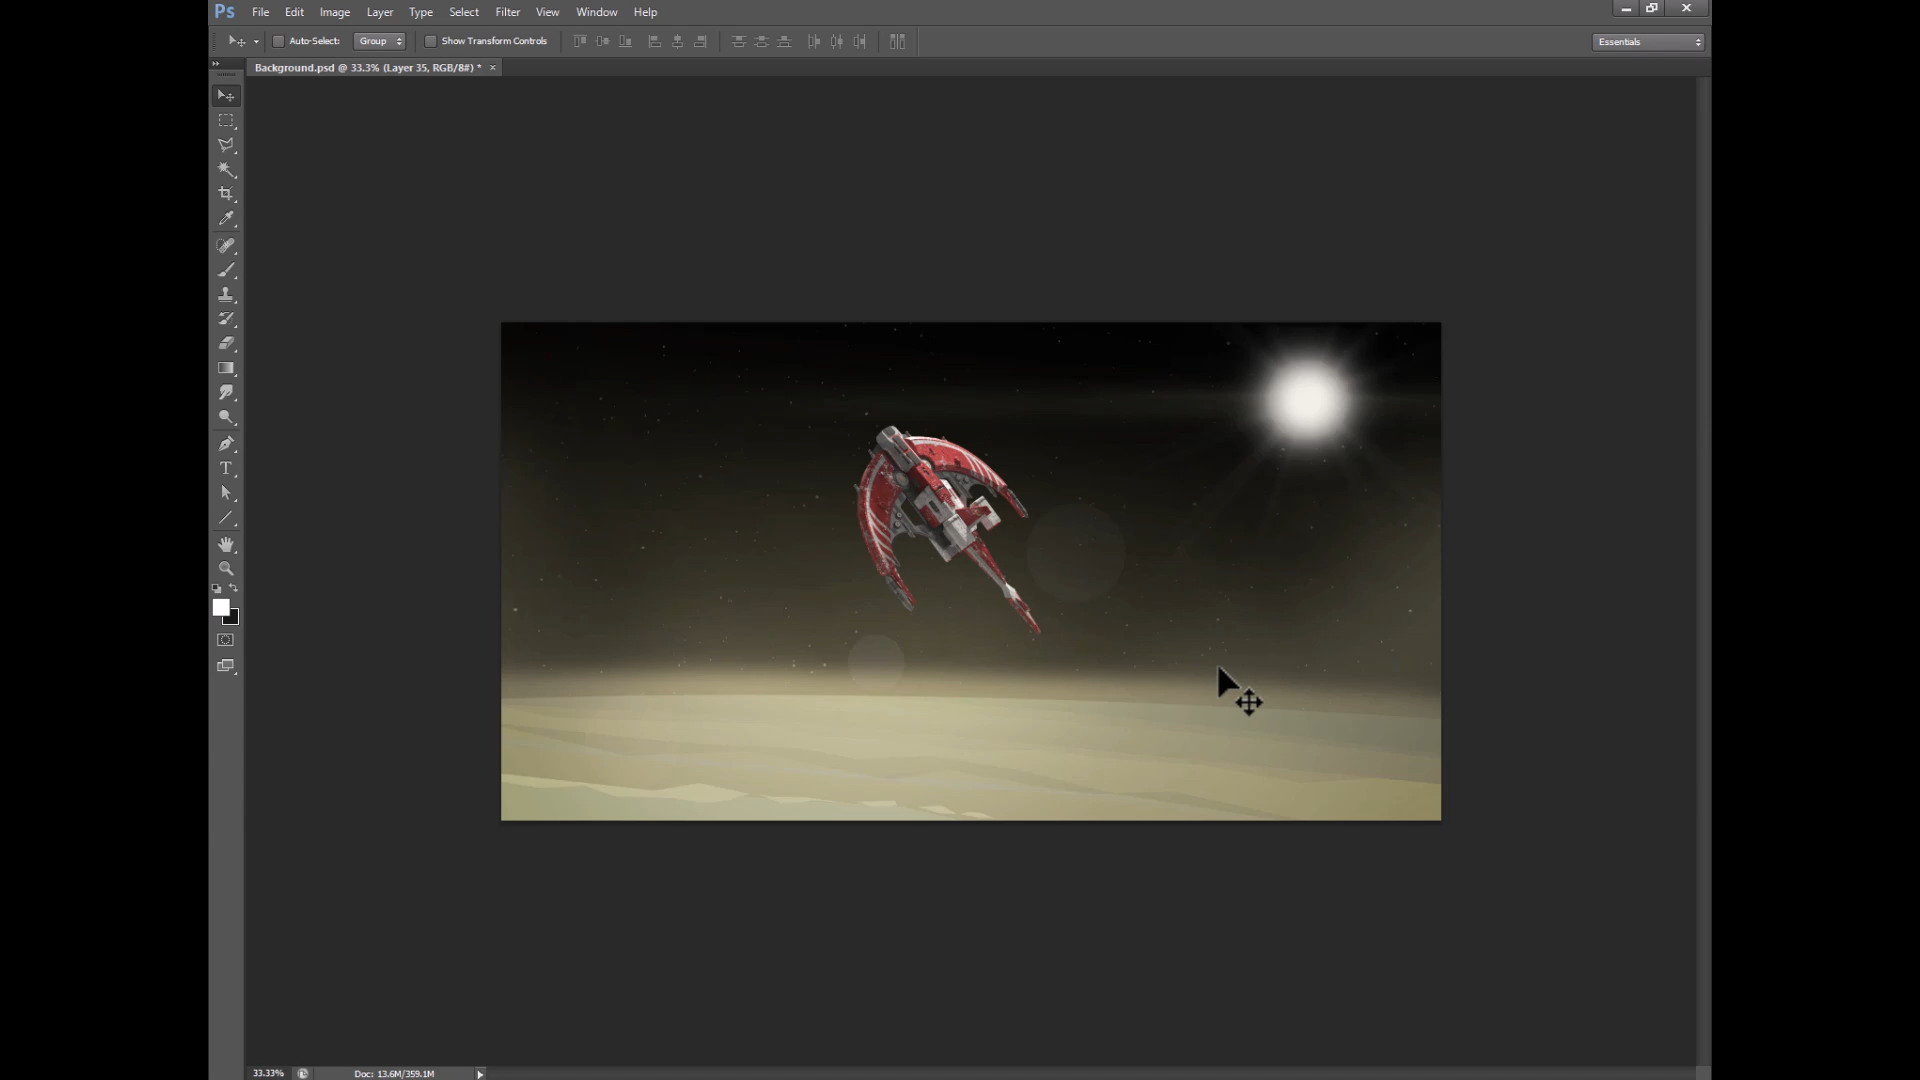 Ps File Edit Image Layer Type Select Filter View Window Help
Auto-Select: Group Show Transform Controls Essentials
Background.psd @ 33.3% (Layer 35, RGB/8#) *
T
33.33% Doc: 13.6M/359.1M